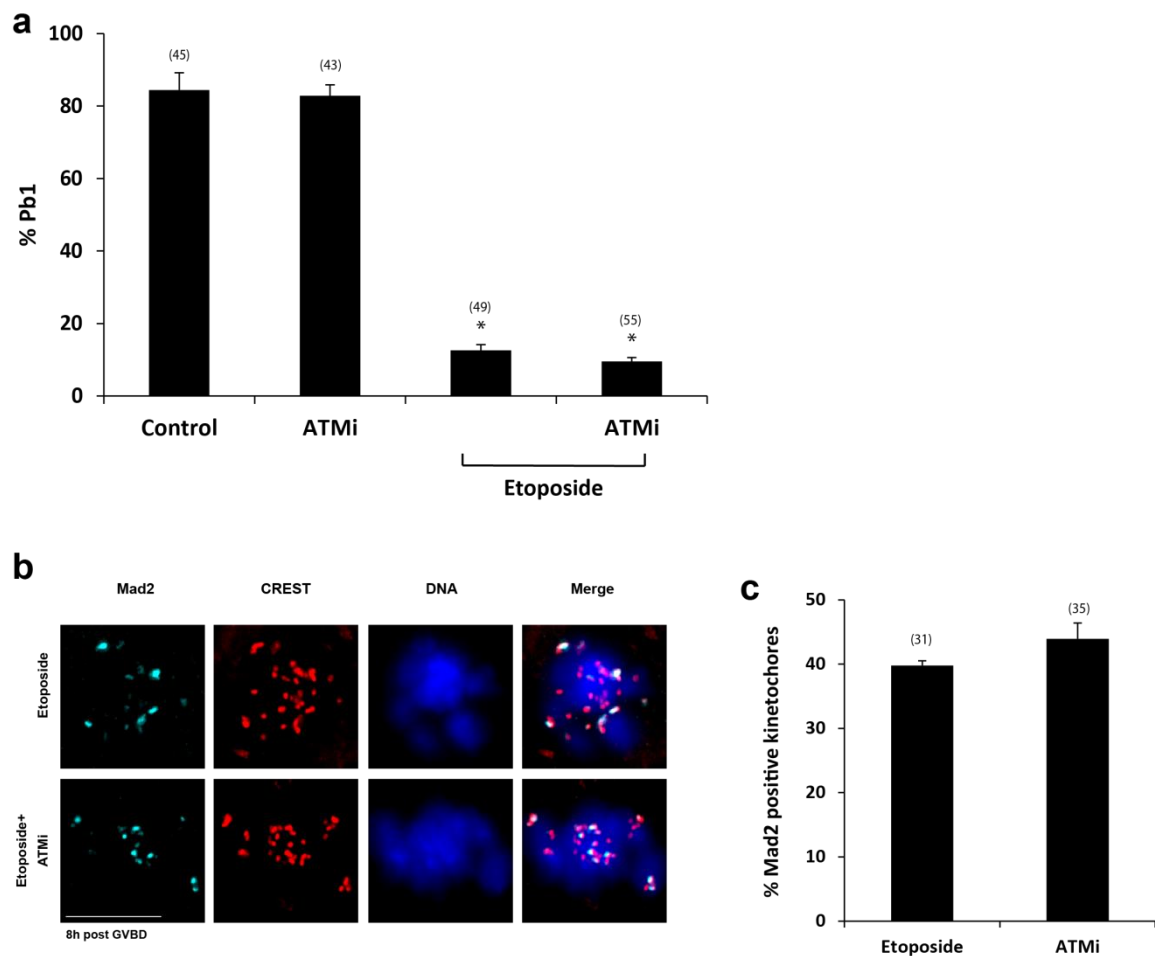 a
% Pb1
100
80
60
40
20
0
(45)
(43)
(49)
*
(55)
*
Control ATMi ATMi
Etoposide
b
Mad2 CREST DNA Merge
Etoposide
Etoposide+
ATMi
8h post GVBD
c
% Mad2 positive kinetochores
50
40
30
20
10
0
(31)
(35)
Etoposide ATMi